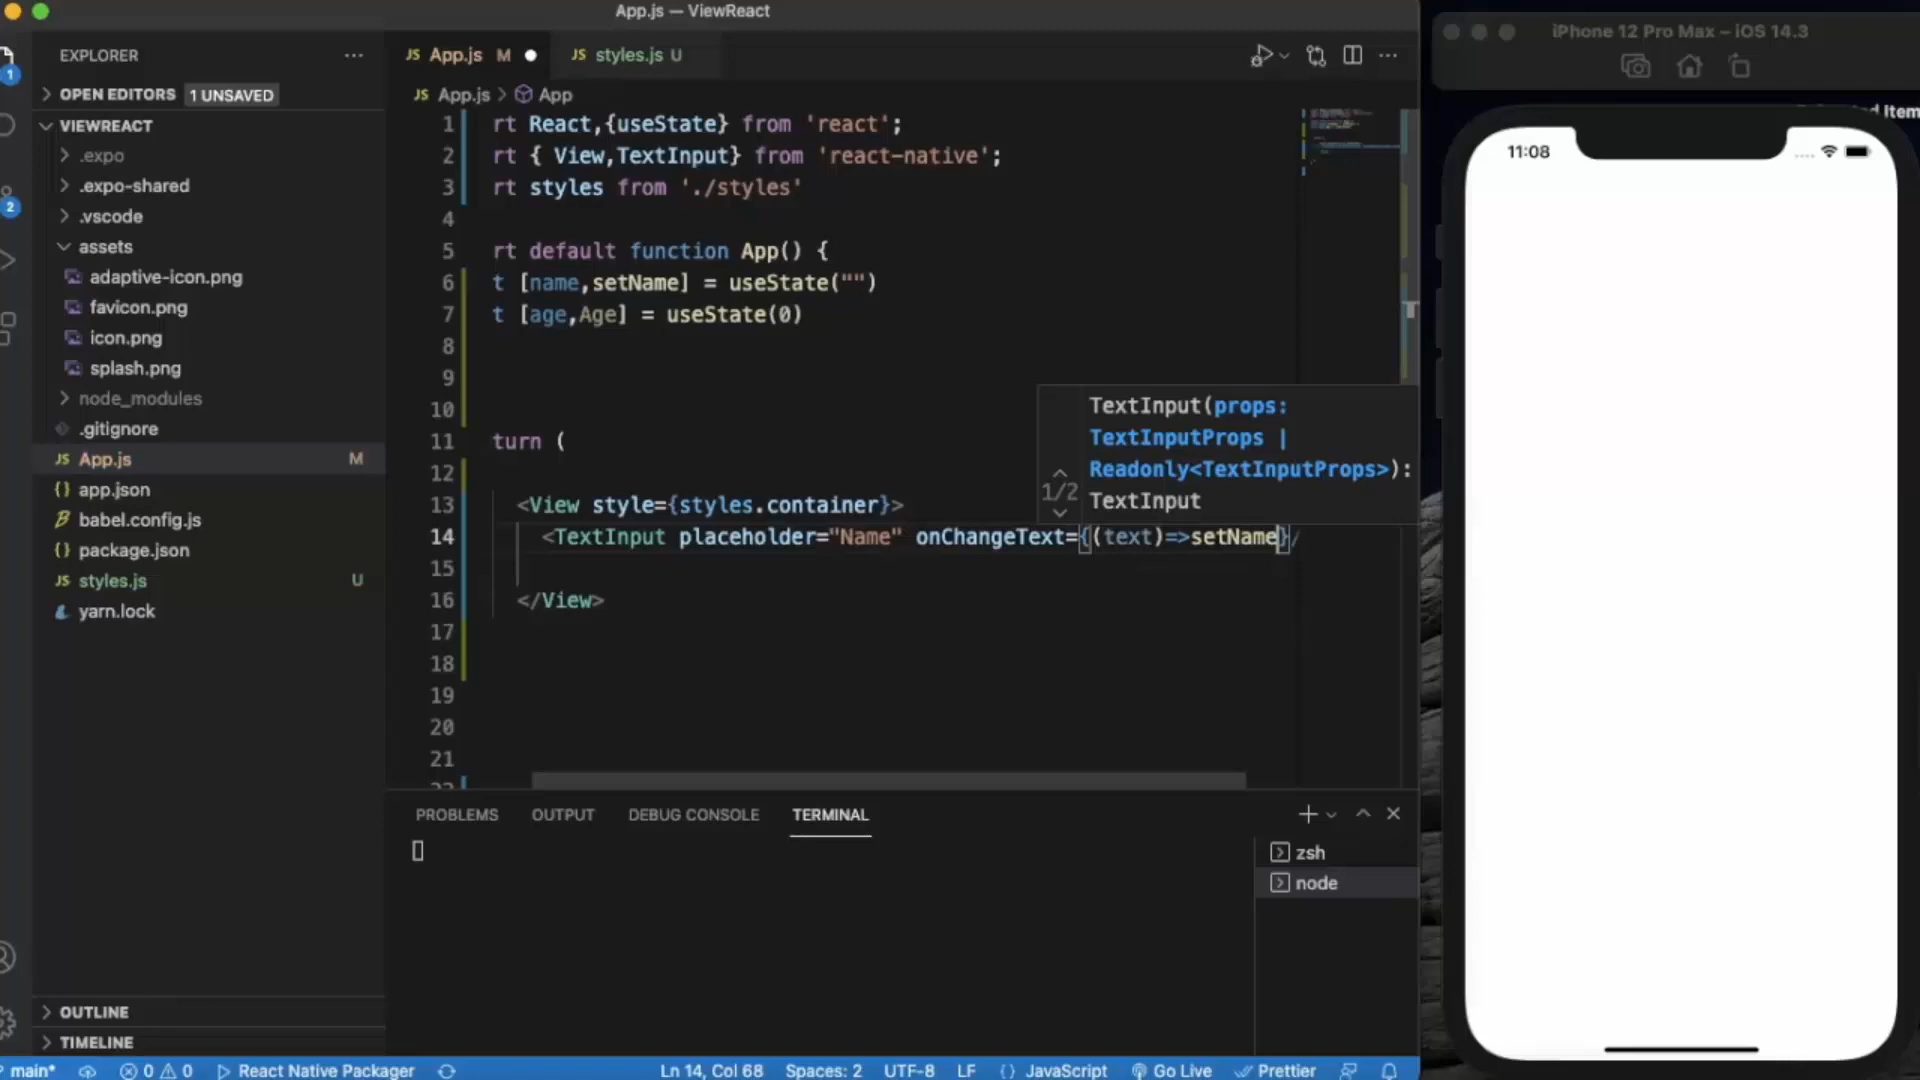 App.js — ViewReact
EXPLORER
OPEN EDITORS 1 UNSAVED
VIEWREACT
.expo
.expo-shared
.vscode
assets
adaptive-icon.png
favicon.png
icon.png
splash.png
node_modules
.gitignore
JS App.js M
{} app.json
babel.config.js
package.json
JS styles.js U
yarn.lock
OUTLINE
TIMELINE
1
2
JS App.js M
JS styles.js U
JS App.js > App
1 rt React,{useState} from 'react';
2 rt { View,TextInput} from 'react-native';
3 rt styles from './styles'
4
5 rt default function App() {
6 t [name,setName] = useState("")
7 t [age,Age] = useState(0)
8
9
10
11 turn (
12
13 <View style={styles.container}>
14 <TextInput placeholder="Name" onChangeText={(text)=>setName}/
15
16 </View>
17
18
19
20
21
22
TextInput(props:
TextInputProps |
Readonly<TextInputProps>):
1/2 TextInput
PROBLEMS OUTPUT DEBUG CONSOLE TERMINAL
zsh
node
main* 0 0 React Native Packager Ln 14, Col 68 Spaces: 2 UTF-8 LF {} JavaScript Go Live Prettier
iPhone 12 Pro Max – iOS 14.3
Item
11:08